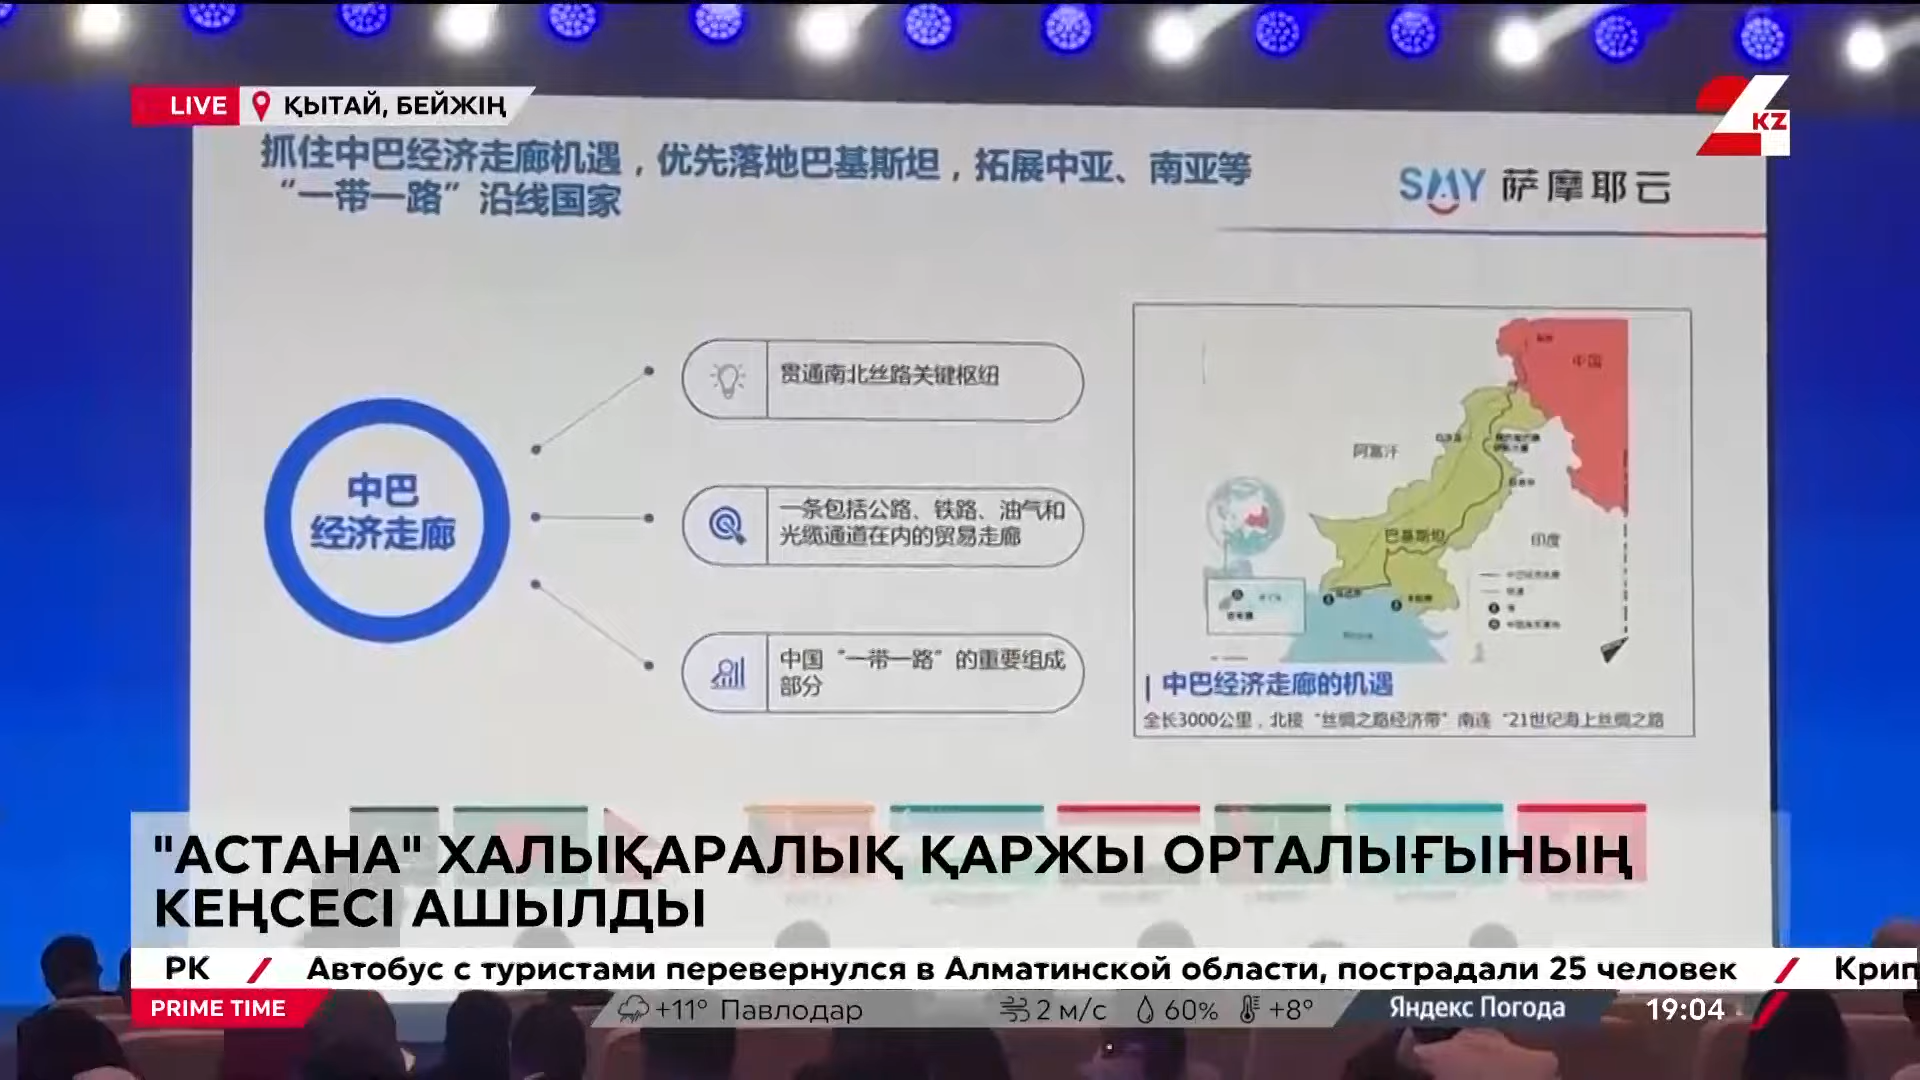 LIVE
ҚЫТАЙ, БЕЙЖІҢ
24 KZ
抓住中巴经济走廊机遇，优先落地巴基斯坦，拓展中亚、南亚等
“一带一路”沿线国家
SMY 萨摩耶云
中巴
经济走廊
贯通南北丝路关键枢纽
一条包括公路、铁路、油气和
光缆通道在内的贸易走廊
中国“一带一路”的重要组成
部分
中国
阿富汗
巴基斯坦
印度
中巴经济走廊的机遇
全长3000公里，北接“丝绸之路经济带”南连“21世纪海上丝绸之路
"АСТАНА" ХАЛЫҚАРАЛЫҚ ҚАРЖЫ ОРТАЛЫҒЫНЫҢ
КЕҢСЕСІ АШЫЛДЫ
РК / Автобус с туристами перевернулся в Алматинской области, пострадали 25 человек / Крип
PRIME TIME
+11° Павлодар 2 м/с 60% +8° Яндекс Погода 19:04